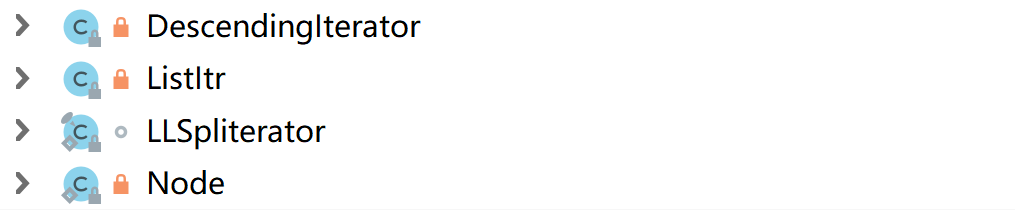 DescendingIterator
ListItr
LLSpliterator
Node